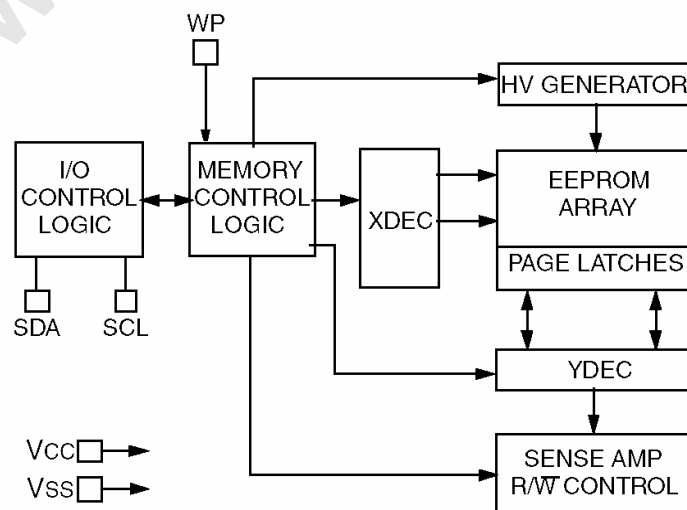 WP
HV GENERATOR
I/O
CONTROL
LOGIC
MEMORY
CONTROL
LOGIC
XDEC
EEPROM
ARRAY
PAGE LATCHES
SDA
SCL
YDEC
VCC
VSS
SENSE AMP
R/W̅ CONTROL